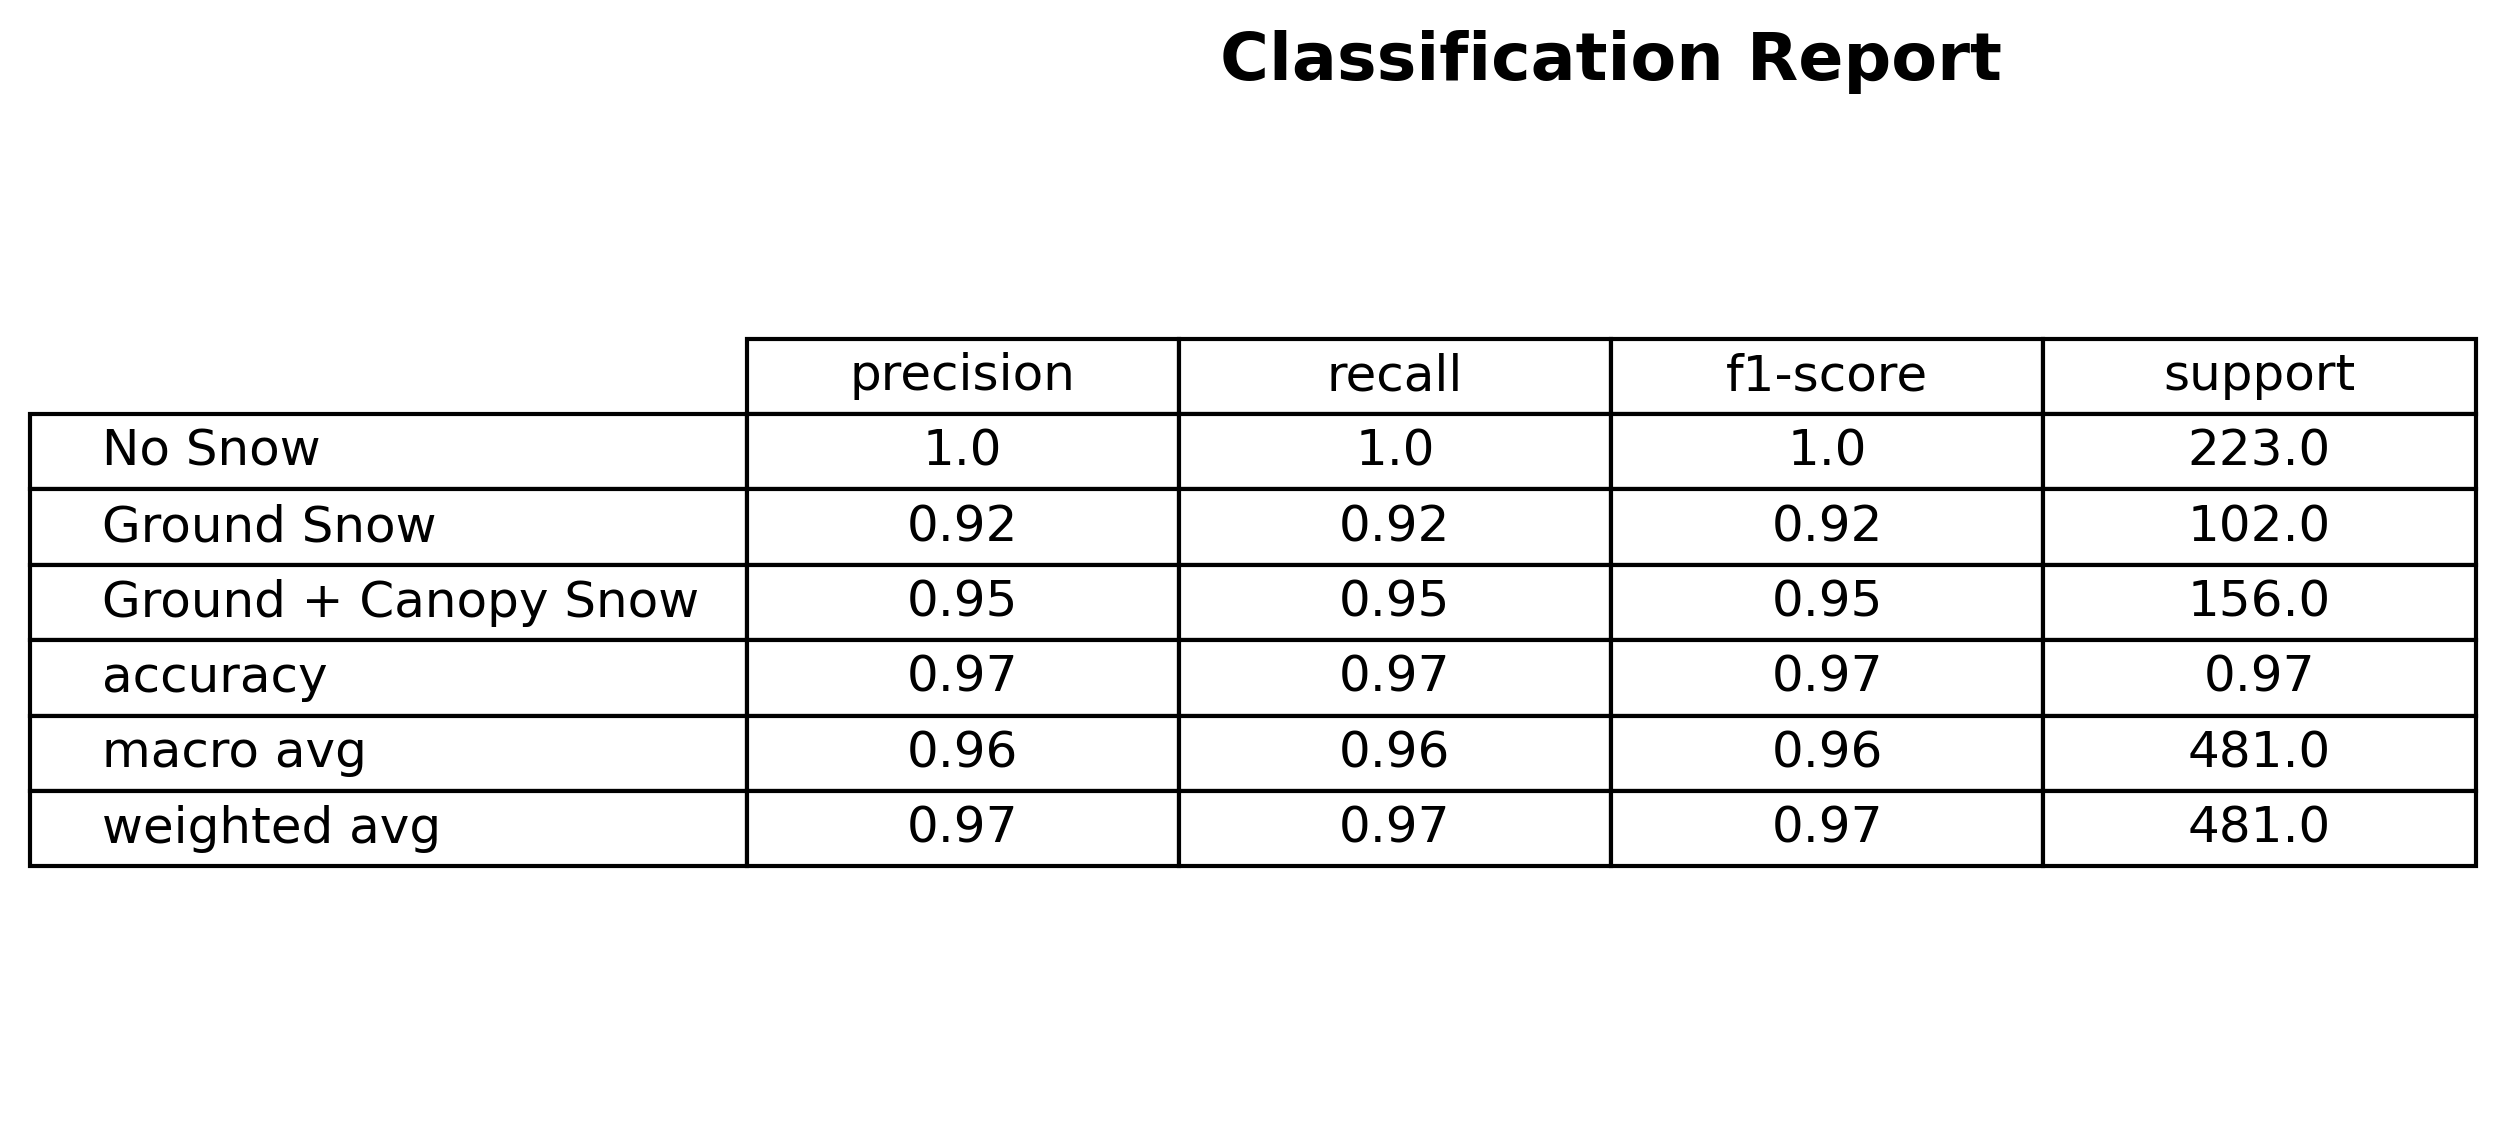 Classification Report
precision recall f1-score support
No Snow 1.0 1.0 1.0 223.0
Ground Snow 0.92 0.92 0.92 102.0
Ground + Canopy Snow 0.95 0.95 0.95 156.0
accuracy 0.97 0.97 0.97 0.97
macro avg 0.96 0.96 0.96 481.0
weighted avg 0.97 0.97 0.97 481.0